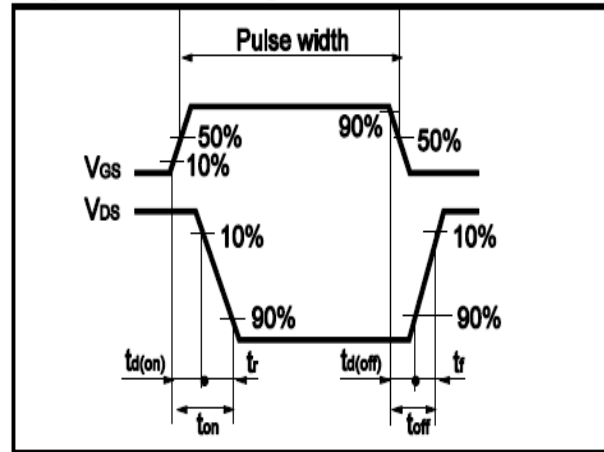 Pulse width
90%
50%
50%
VGS
10%
VDS
10%
10%
90%
90%
td(on)
tr
td(off)
tf
ton
toff